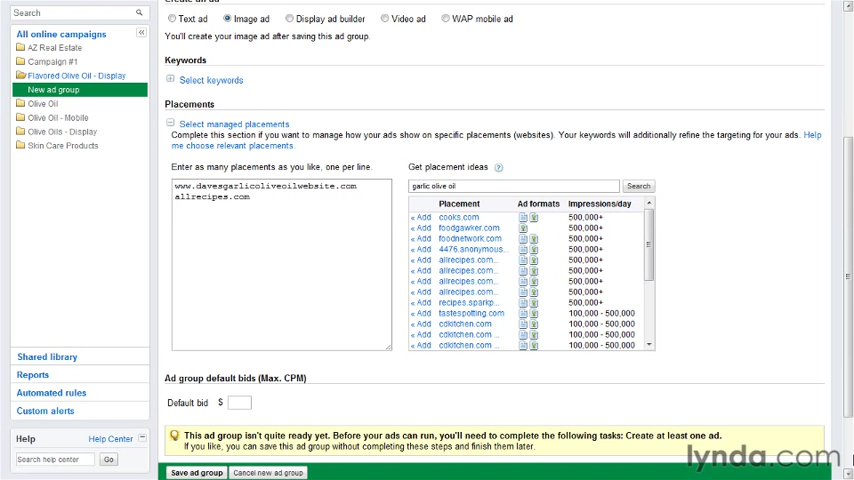 Create an ad
Search
Text ad
Image ad
Display ad builder
Video ad
WAP mobile ad
You'll create your image ad after saving this ad group.
All online campaigns
AZ Real Estate
Campaign #1
Flavored Olive Oil - Display
New ad group
Olive Oil
Olive Oil - Mobile
Olive Oils - Display
Skin Care Products
Keywords
Select keywords
Placements
Select managed placements
Complete this section if you want to manage how your ads show on specific placements (websites). Your keywords will additionally refine the targeting for your ads. Help
me choose relevant placements.
Enter as many placements as you like, one per line.
www.davesgarlicoliveoilwebsite.com
allrecipes.com
Get placement ideas ?
garlic olive oil
Search
Placement Ad formats Impressions/day
« Add cooks.com 500,000+
« Add foodgawker.com 500,000+
« Add foodnetwork.com 500,000+
« Add 4476.anonymous... 500,000+
« Add allrecipes.com... 500,000+
« Add allrecipes.com... 500,000+
« Add allrecipes.com... 500,000+
« Add allrecipes.com... 500,000+
« Add recipes.sparkp... 500,000+
« Add tastespotting.com 100,000 - 500,000
« Add cdkitchen.com 100,000 - 500,000
« Add cdkitchen.com ... 100,000 - 500,000
« Add cdkitchen.com ... 100,000 - 500,000
Shared library
Reports
Automated rules
Custom alerts
Help
Help Center
Search help center
Go
Ad group default bids (Max. CPM)
Default bid $
This ad group isn't quite ready yet. Before your ads can run, you'll need to complete the following tasks: Create at least one ad.
If you like, you can save this ad group without completing these steps and finish them later.
Save ad group
Cancel new ad group
lynda.com